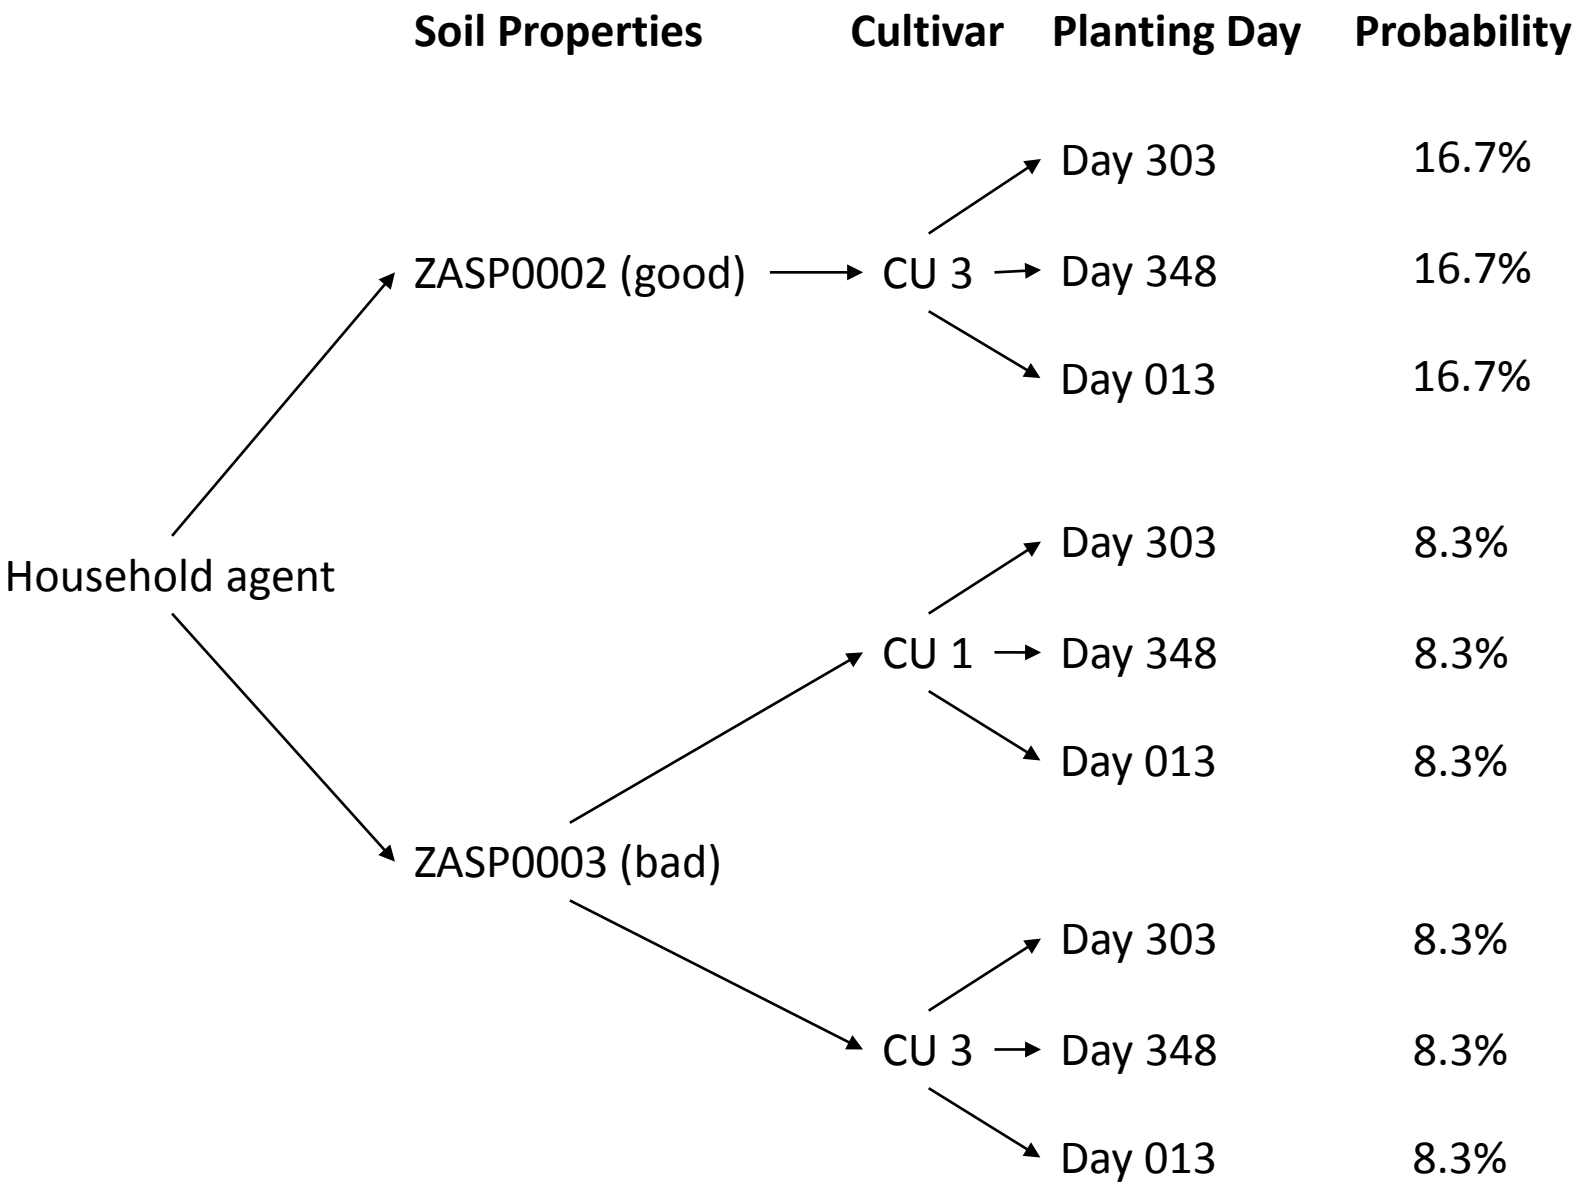 Soil Properties Cultivar Planting Day Probability
Day 303 16.7%
ZASP0002 (good) CU 3 Day 348 16.7%
Day 013 16.7%
Day 303 8.3%
Household agent
CU 1 Day 348 8.3%
Day 013 8.3%
ZASP0003 (bad)
Day 303 8.3%
CU 3 Day 348 8.3%
Day 013 8.3%